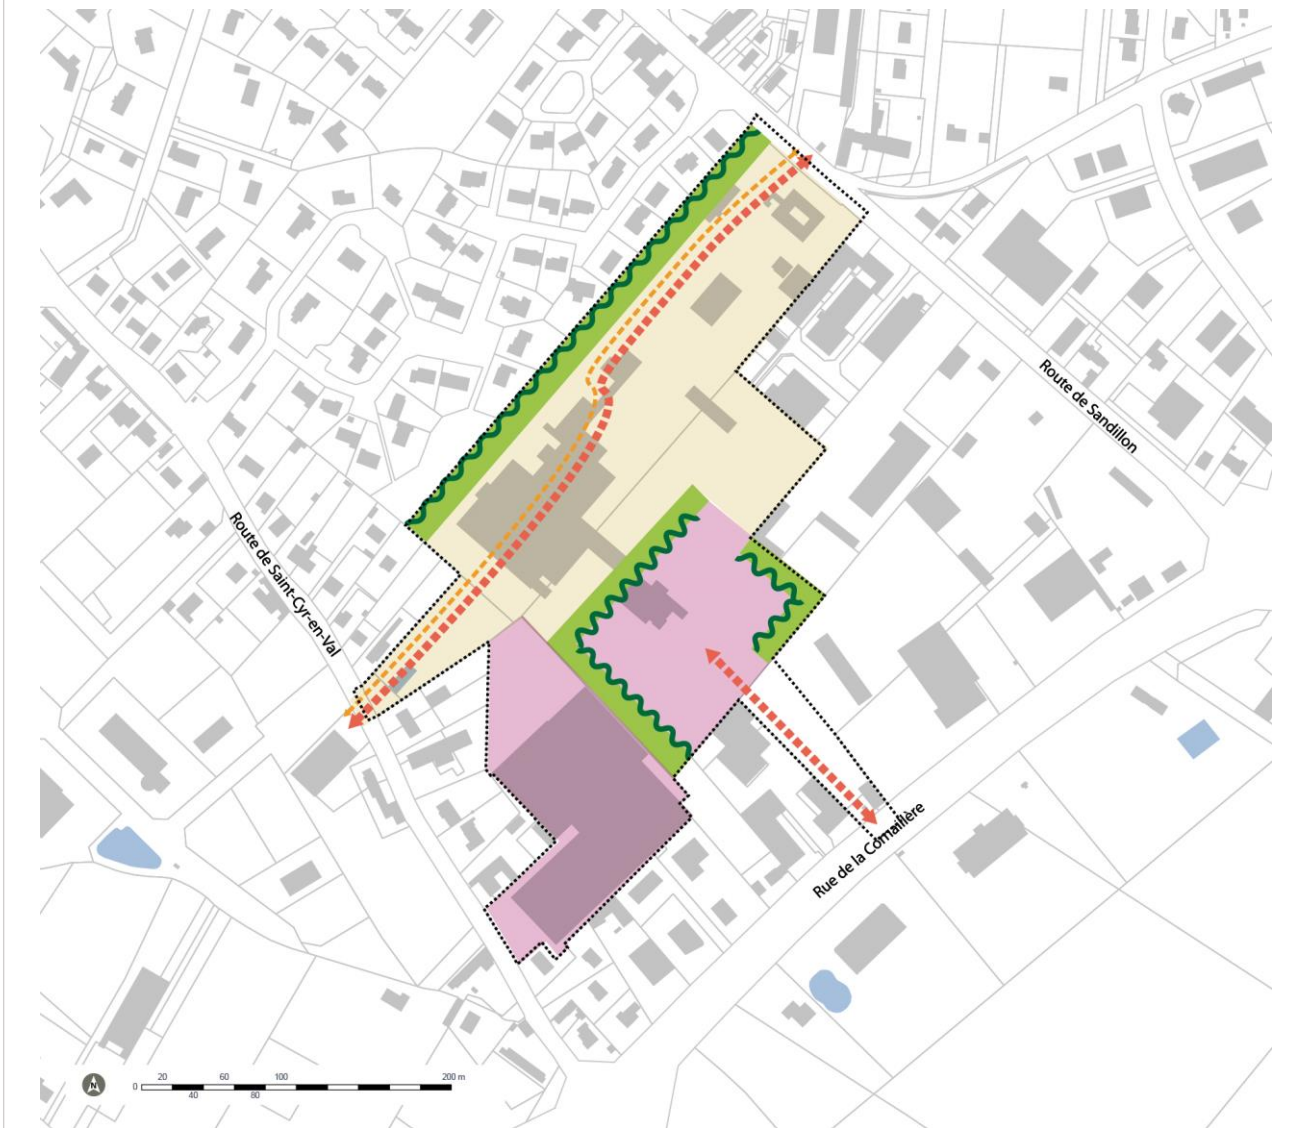 Route de Sandillon
Route de Saint-Cyr-en-Val
Rue de la Cornaillère
N
0 20 60 100 200 m
40 80